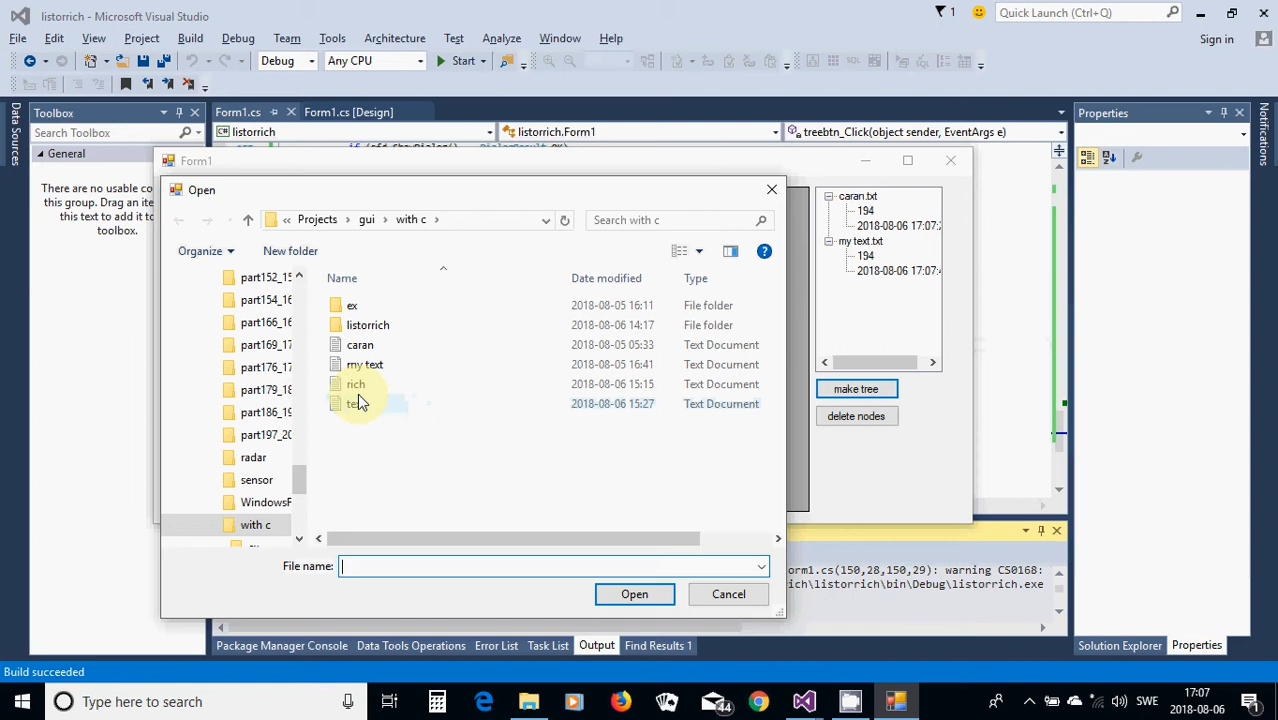 listorrich - Microsoft Visual Studio
1
Quick Launch (Ctrl+Q)
File Edit View Project Build Debug Team Tools Architecture Test Analyze Window Help
Sign in
Debug Any CPU Start
Data Sources
Toolbox
Search Toolbox
General
There are no usable co
this group. Drag an iten
this text to add it to
toolbox.
Form1.cs
Form1.cs [Design]
listorrich
listorrich.Form1
treebtn_Click(object sender, EventArgs e)
Properties
Notifications
Form1
Open
Projects gui with c
Search with c
Organize
New folder
Name
Date modified
Type
part152_15
part154_16
part166_16
part169_17
part176_17
part179_18
part186_19
part197_20
radar
sensor
WindowsF
with c
ex 2018-08-05 16:11 File folder
listorrich 2018-08-06 14:17 File folder
caran 2018-08-05 05:33 Text Document
my text 2018-08-05 16:41 Text Document
rich 2018-08-06 15:15 Text Document
2018-08-06 15:27 Text Document
File name:
Open
Cancel
caran.txt
194
2018-08-06 17:07:
my text.txt
194
2018-08-06 17:07:4
make tree
delete nodes
orm1.cs(150,28,150,29): warning CS0168:
rich\listorrich\bin\Debug\listorrich.exe
Package Manager Console Data Tools Operations Error List Task List Output Find Results 1
Solution Explorer Properties
Build succeeded
Type here to search
44
SWE
17:07
2018-08-06
1